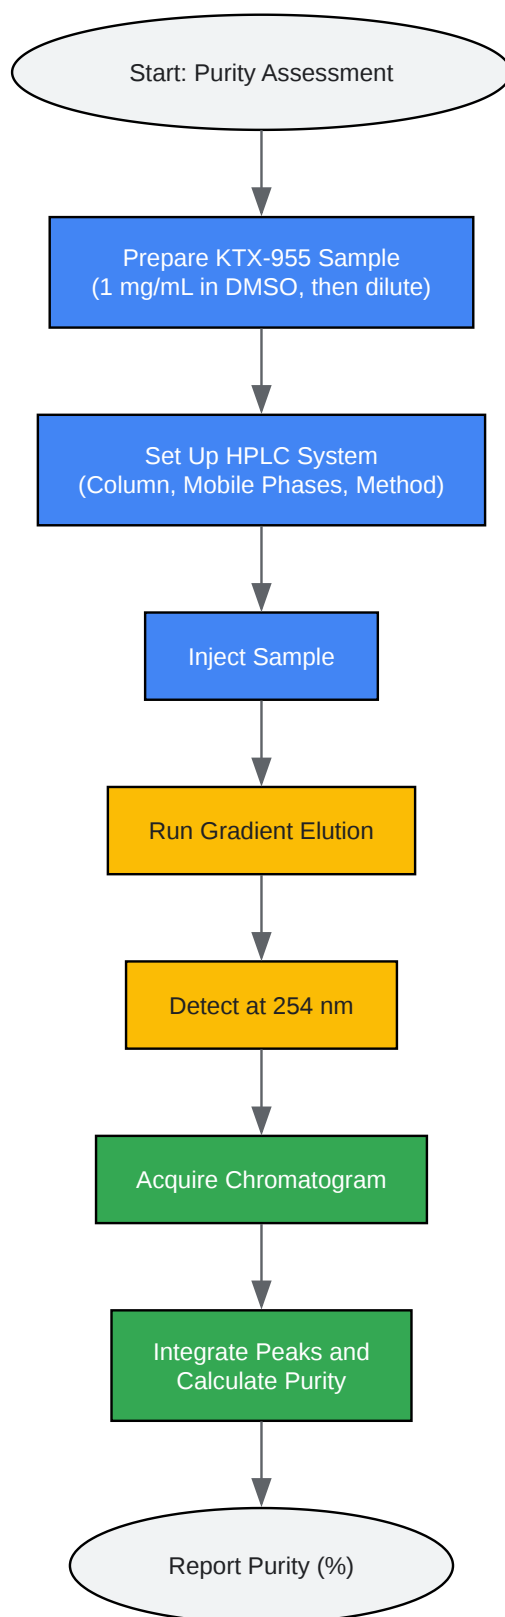 Start: Purity Assessment
Prepare KTX-955 Sample
(1 mg/mL in DMSO, then dilute)
Set Up HPLC System
(Column, Mobile Phases, Method)
Inject Sample
Run Gradient Elution
Detect at 254 nm
Acquire Chromatogram
Integrate Peaks and
Calculate Purity
Report Purity (%)